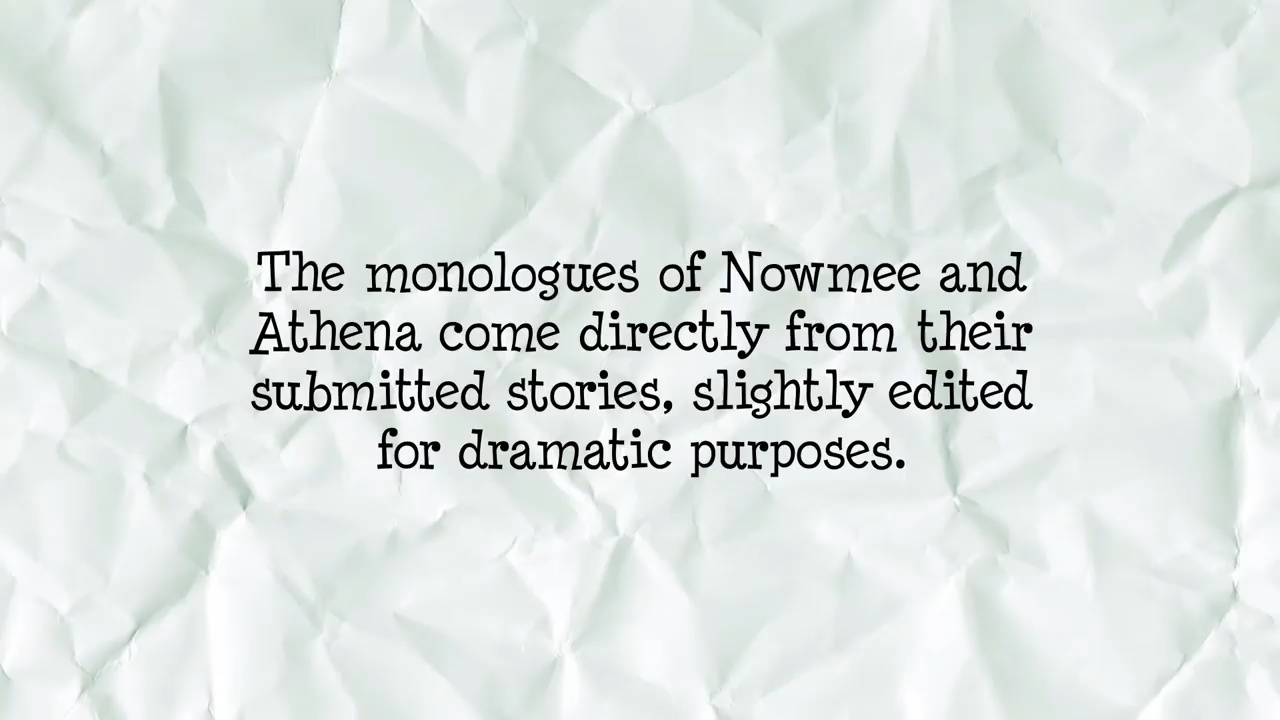 The monologues of Nowmee and
Athena come directly from their
submitted stories, slightly edited
for dramatic purposes.